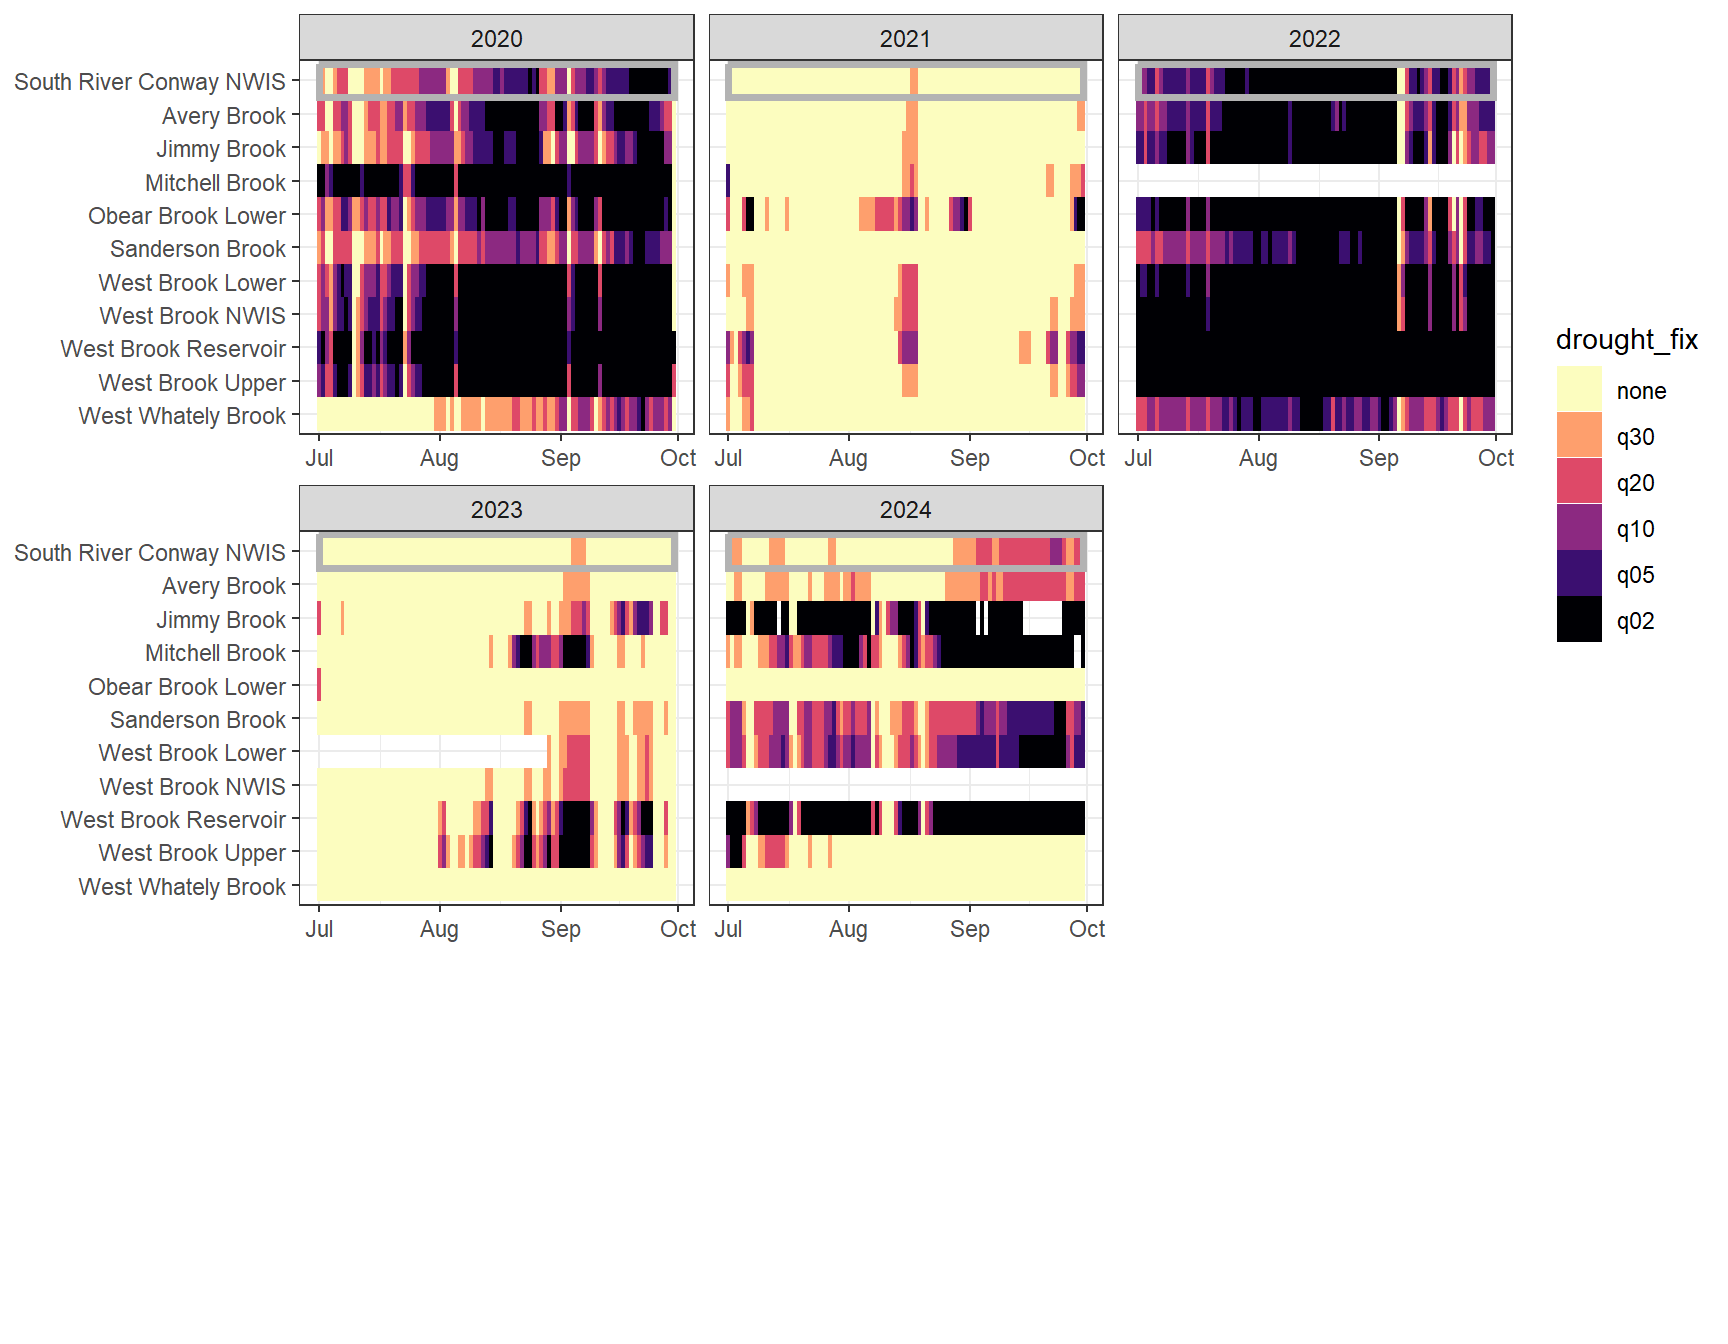 2020 2021 2022
South River Conway NWIS
Avery Brook
Jimmy Brook
Mitchell Brook
Obear Brook Lower
Sanderson Brook
West Brook Lower
West Brook NWIS
West Brook Reservoir
West Brook Upper
West Whately Brook
Jul Aug Sep Oct Jul Aug Sep Oct Jul Aug Sep Oct
2023 2024
South River Conway NWIS
Avery Brook
Jimmy Brook
Mitchell Brook
Obear Brook Lower
Sanderson Brook
West Brook Lower
West Brook NWIS
West Brook Reservoir
West Brook Upper
West Whately Brook
Jul Aug Sep Oct Jul Aug Sep Oct
drought_fix
none
q30
q20
q10
q05
q02